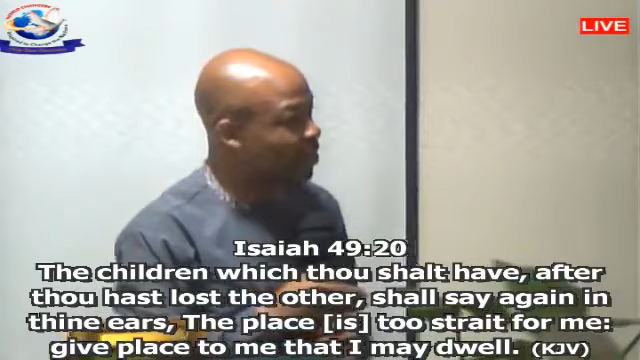 LIVE
Isaiah 49:20
The children which thou shalt have, after
thou hast lost the other, shall say again in
thine ears, The place [is] too strait for me:
give place to me that I may dwell. (KJV)